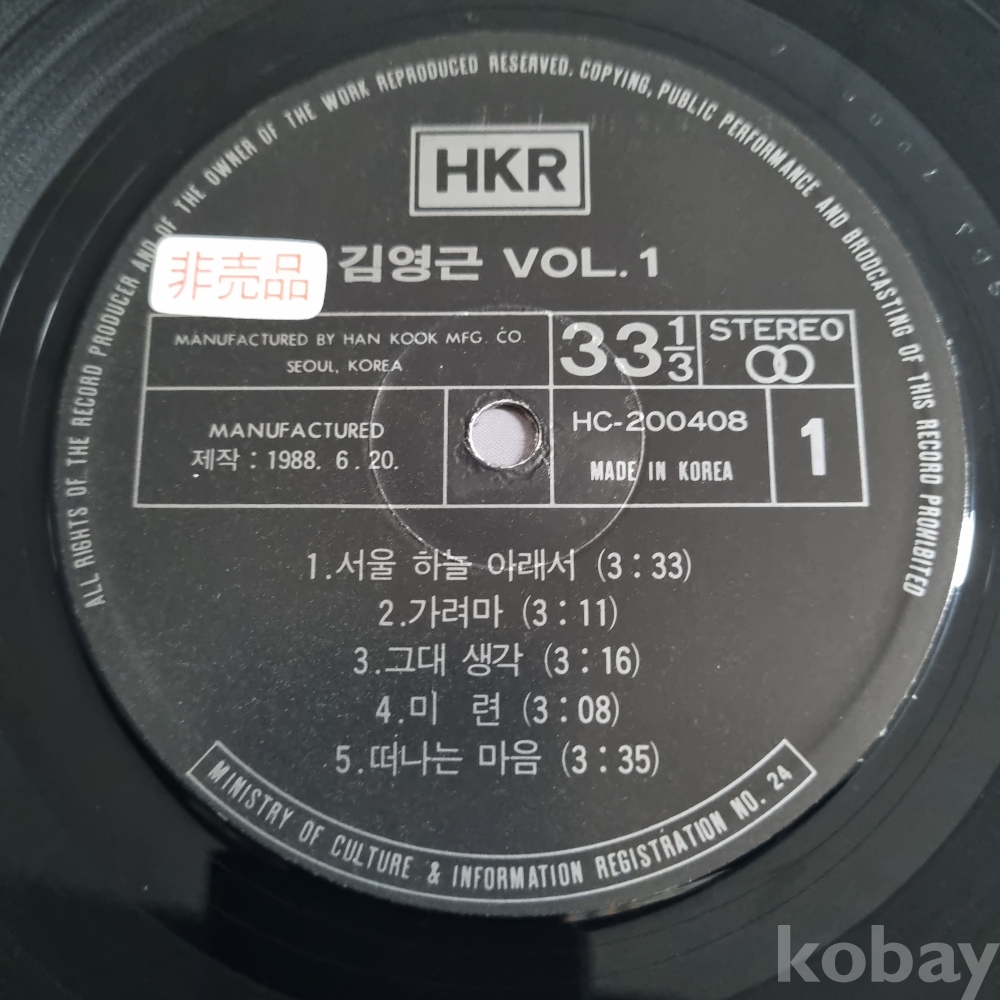 ALL RIGHTS OF THE RECORD PRODUCER AND OF THE OWNER OF THE WORK REPRODUCED RESERVED. COPYING, PUBLIC PERFORMANCE AND BROADCASTING OF THIS RECORD PROHIBITED
HKR
非売品
김영근 VOL. 1
MANUFACTURED BY HAN KOOK MFG. CO.
SEOUL, KOREA
33 1/3
STEREO
MANUFACTURED
제작 : 1988. 6. 20.
HC-200408
MADE IN KOREA
1
1.서울 하늘 아래서 (3 : 33)
2.가려마 (3 : 11)
3.그대 생각 (3 : 16)
4.미 련 (3 : 08)
5.떠나는 마음 (3 : 35)
MINISTRY OF CULTURE & INFORMATION REGISTRATION NO. 24
kobay